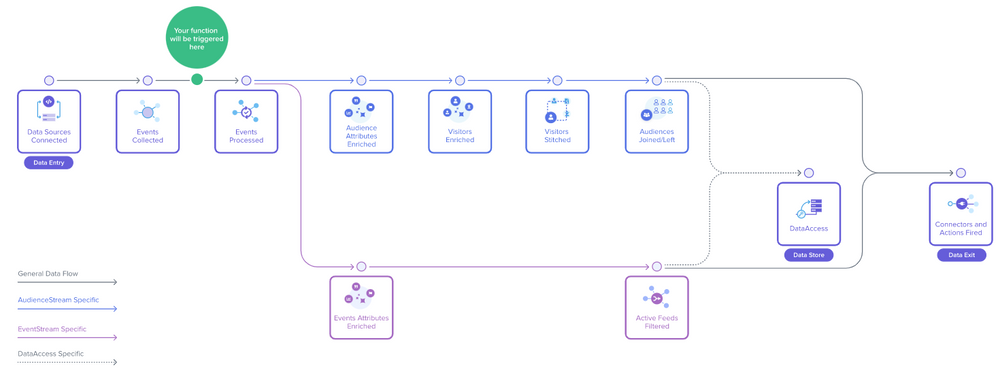 Your function
will be triggered
here
Data Sources
Connected
Data Entry
Events
Collected
Events
Processed
Audience
Attributes
Enriched
Visitors
Enriched
Visitors
Stitched
Audiences
Joined/Left
DataAccess
Data Store
Connectors and
Actions Fired
Data Exit
Events Attributes
Enriched
Active Feeds
Filtered
General Data Flow
AudienceStream Specific
EventStream Specific
DataAccess Specific